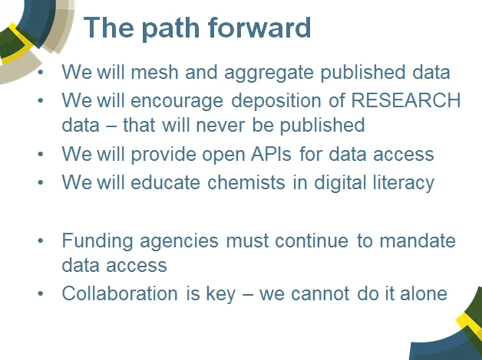 The path forward
• We will mesh and aggregate published data
• We will encourage deposition of RESEARCH
data – that will never be published
• We will provide open APIs for data access
• We will educate chemists in digital literacy
• Funding agencies must continue to mandate
data access
• Collaboration is key – we cannot do it alone